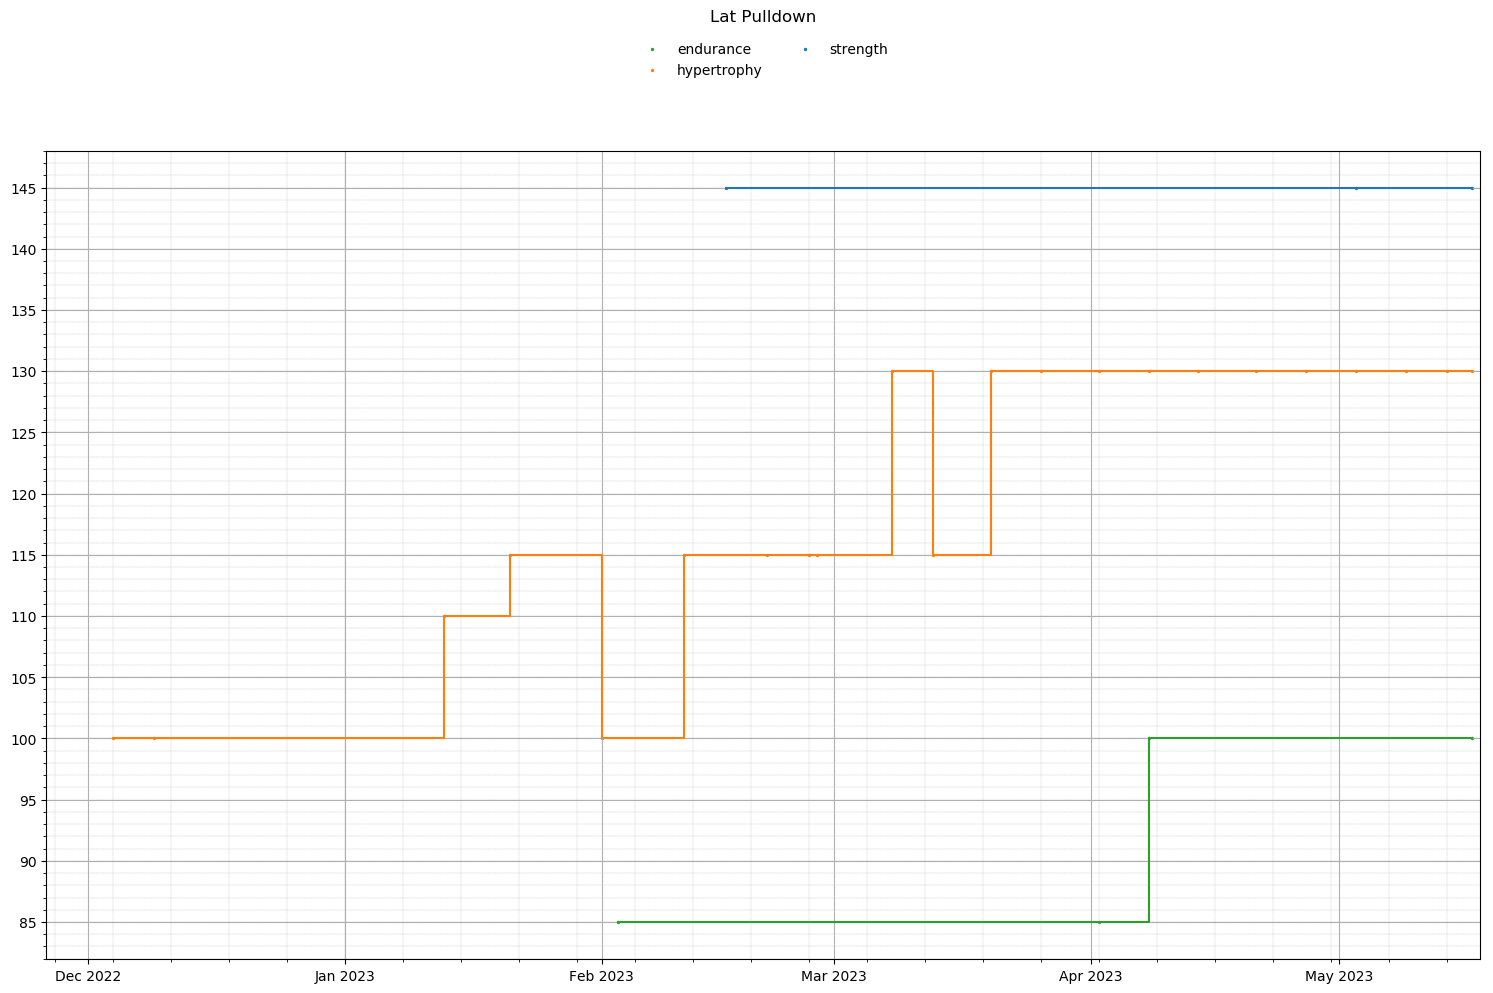 Lat Pulldown
endurance
strength
hypertrophy
145
140
135
130
125
120
115
110
105
100
95
90
85
Dec 2022
Jan 2023
Feb 2023
Mar 2023
Apr 2023
May 2023